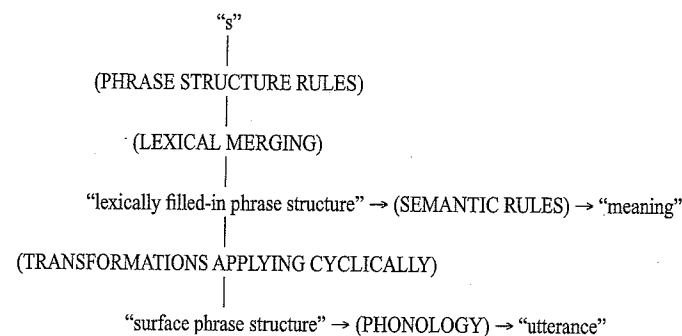 “s”
(PHRASE STRUCTURE RULES)
(LEXICAL MERGING)
“lexically filled-in phrase structure” → (SEMANTIC RULES) → “meaning”
(TRANSFORMATIONS APPLYING CYCLICALLY)
“surface phrase structure” → (PHONOLOGY) → “utterance”